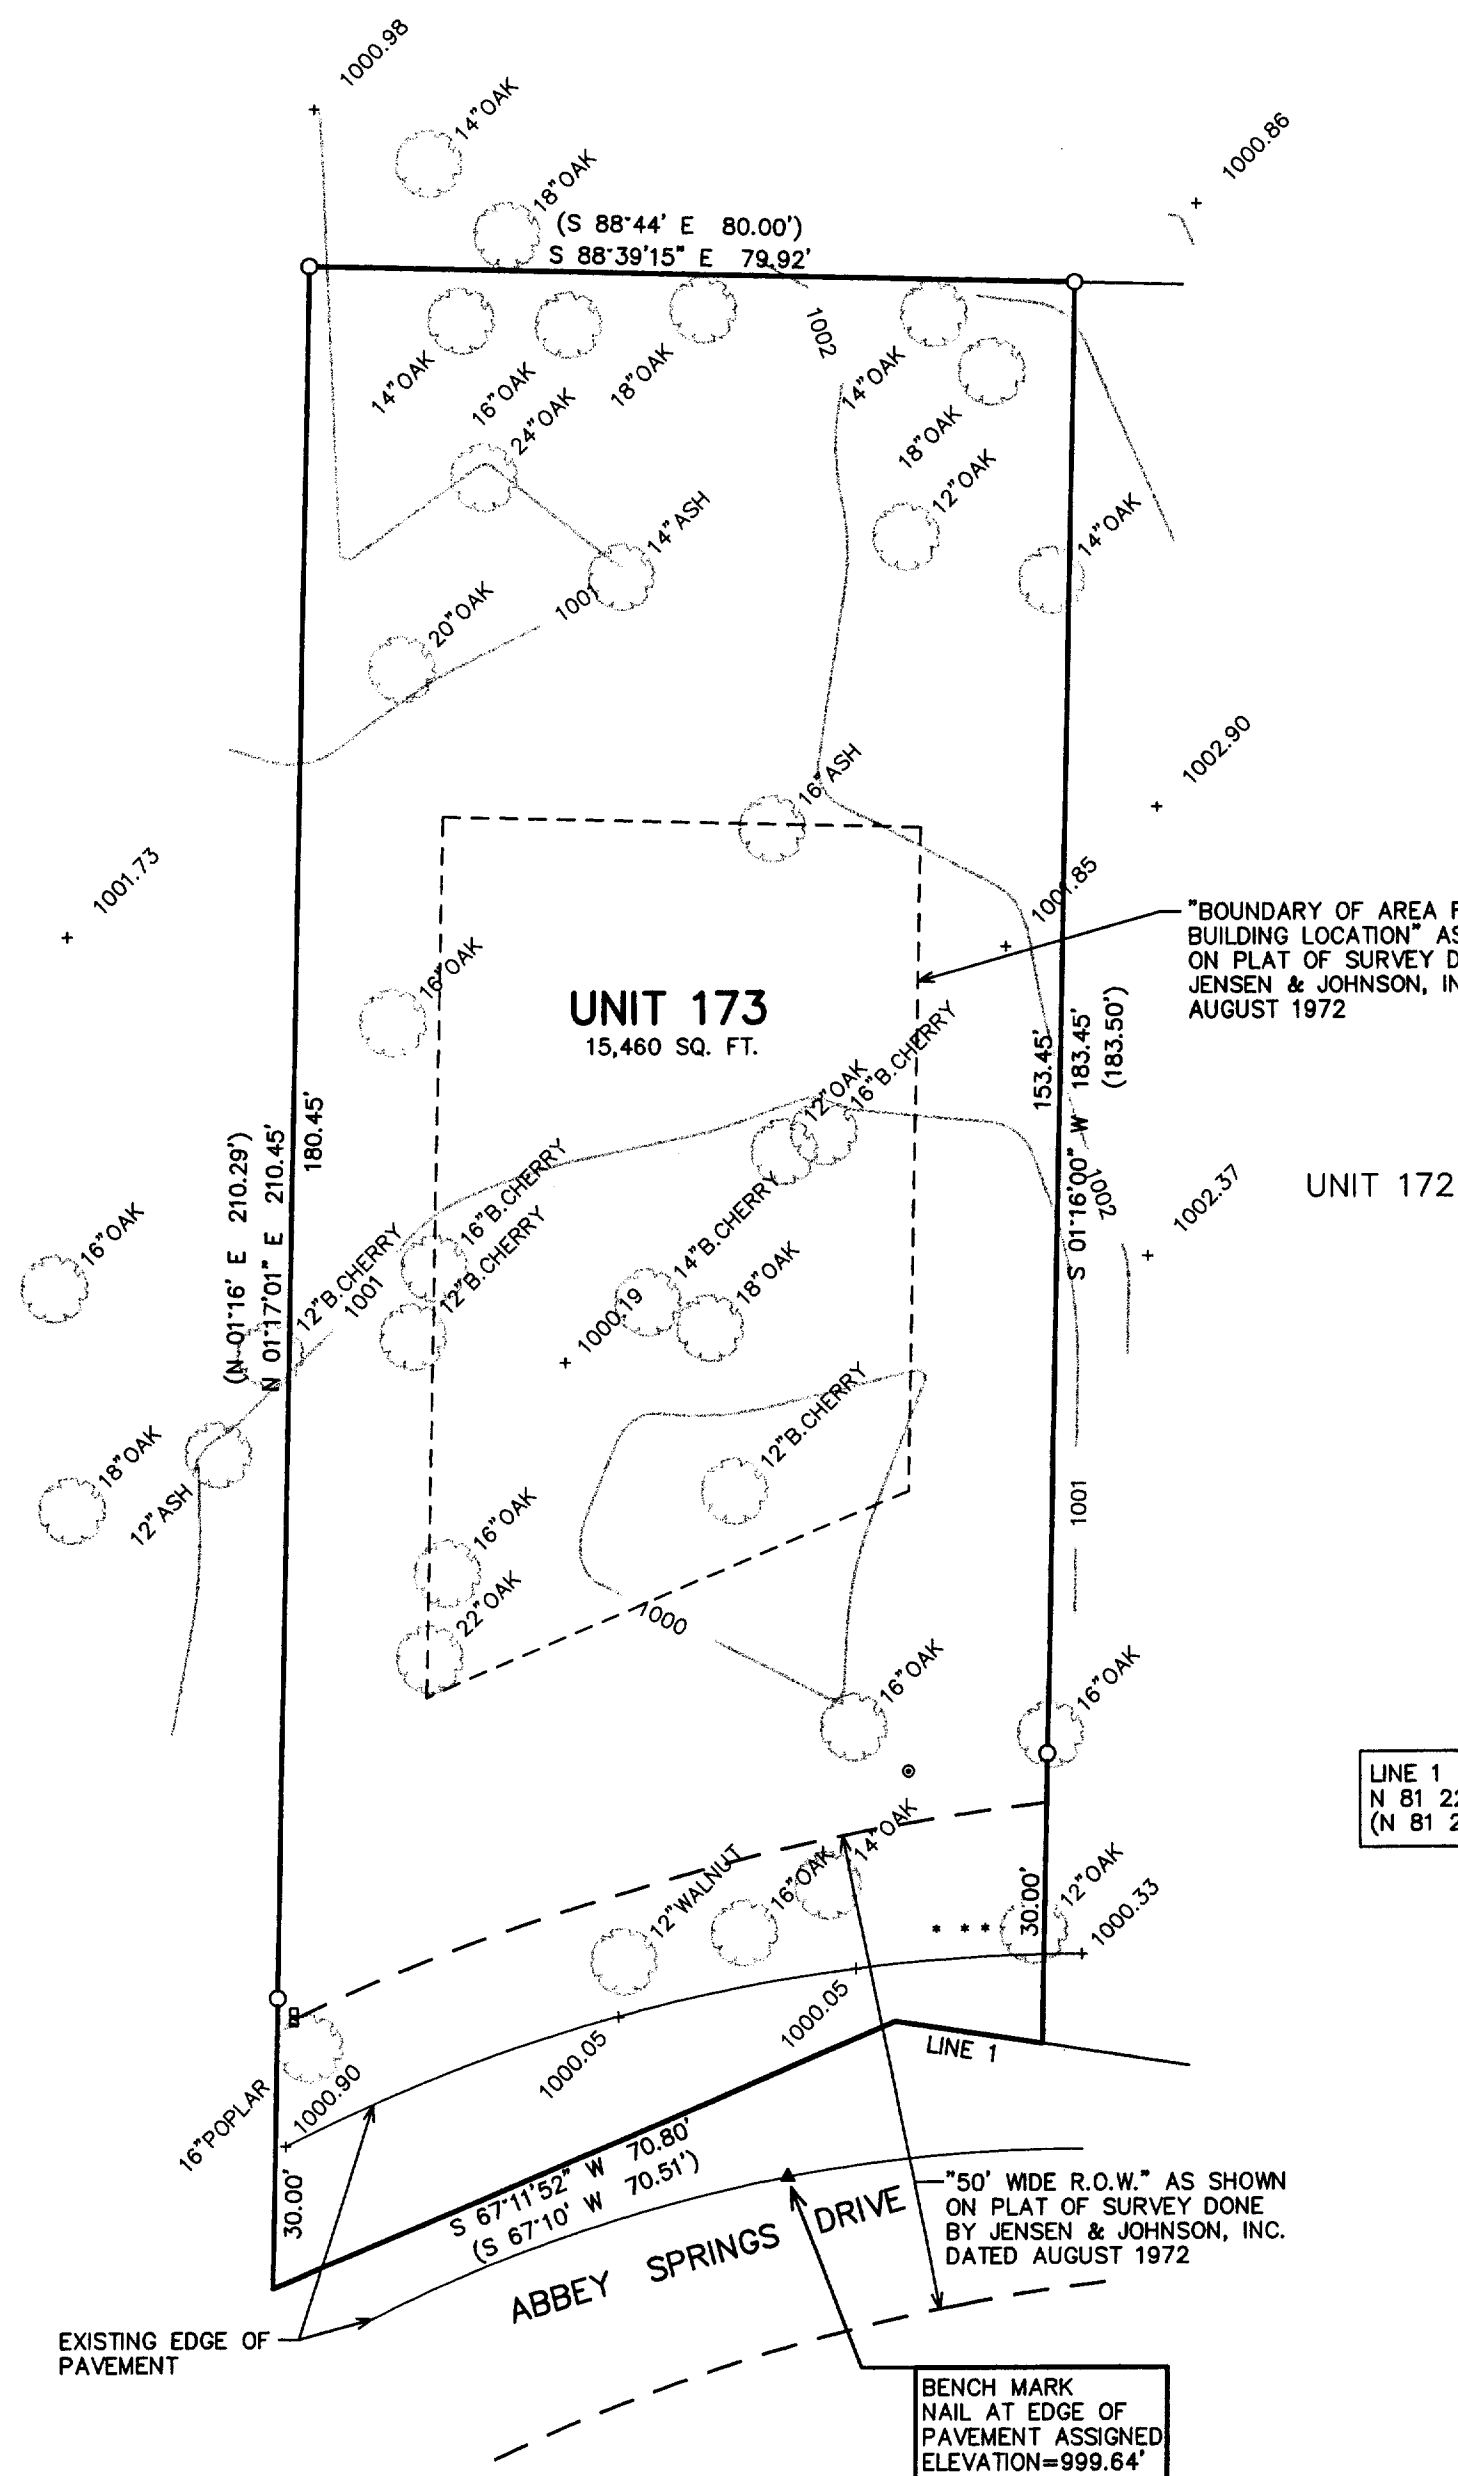 1000.98
14"OAK
1000.86
18"OAK
(S 88°44' E 80.00')
S 88°39'15" E 79.92'
1002
14"OAK
16"OAK
18"OAK
14"OAK
24"OAK
18"OAK
12"OAK
14"ASH
14"OAK
1001
20"OAK
1002.90
16"ASH
1001.73
1001.85
"BOUNDARY OF AREA
BUILDING LOCATION" AS
ON PLAT OF SURVEY
JENSEN & JOHNSON,
AUGUST 1972
16"OAK
UNIT 173
15,460 SQ. FT.
16"B.CHERRY
12"OAK
153.45'
S 01°16'00" W 183.45'
(183.50')
180.45'
(N 01°16' E 210.29')
N 01°17'01" E 210.45'
16"B.CHERRY
14"B.CHERRY
1002
1002.37
UNIT 172
16"OAK
12"B.CHERRY
1001
12"B.CHERRY
18"OAK
1000.19
12"B.CHERRY
18"OAK
12"ASH
1001
16"OAK
22"OAK
1000
16"OAK
16"OAK
LINE 1
N 81
(N 81
14"OAK
12"WALNUT
16"OAK
12"OAK
30.00'
1000.33
1000.05
1000.05
LINE 1
16"POPLAR
1000.90
30.00'
S 67°11'52" W 70.80'
(S 67°10' W 70.51')
ABBEY SPRINGS DRIVE
"50' WIDE R.O.W." AS SHOWN
ON PLAT OF SURVEY DONE
BY JENSEN & JOHNSON, INC.
DATED AUGUST 1972
EXISTING EDGE OF
PAVEMENT
BENCH MARK
NAIL AT EDGE OF
PAVEMENT ASSIGNED
ELEVATION=999.64'